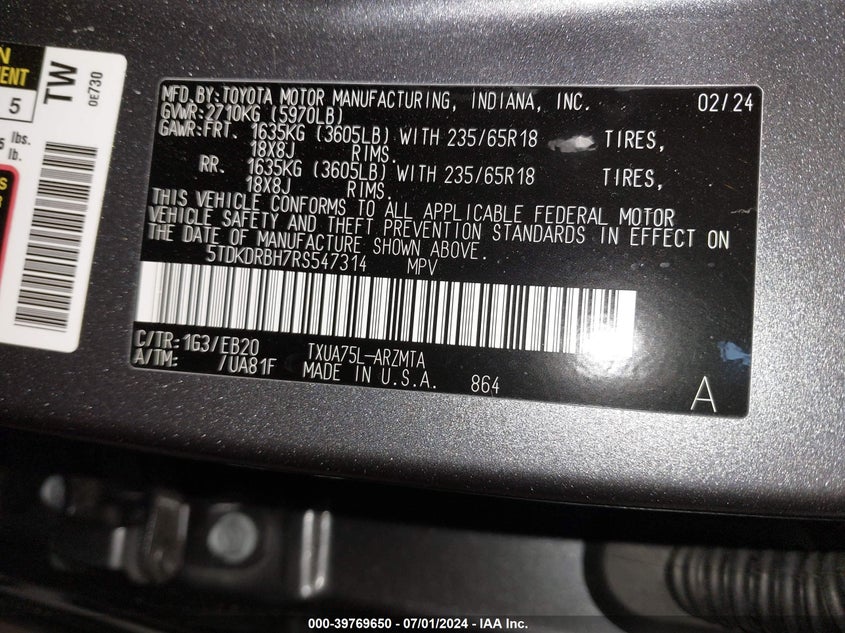 N
MENT
5
lbs.
lb.
S
R
TW
0E730
MFD.BY:TOYOTA MOTOR MANUFACTURING, INDIANA, INC. 02/24
GVWR:2710KG (5970LB)
GAWR:FRT. 1635KG (3605LB) WITH 235/65R18 TIRES,
18X8J RIMS.
RR. 1635KG (3605LB) WITH 235/65R18 TIRES,
18X8J RIMS.
THIS VEHICLE CONFORMS TO ALL APPLICABLE FEDERAL MOTOR
VEHICLE SAFETY AND THEFT PREVENTION STANDARDS IN EFFECT ON
THE DATE OF MANUFACTURE SHOWN ABOVE.
5TDKDRBH7RS547314 MPV
C/TR:1G3/EB20 TXUA75L-ARZMTA
A/TM: /UA81F MADE IN U.S.A. 864
A
000-39769650 - 07/01/2024 - IAA Inc.